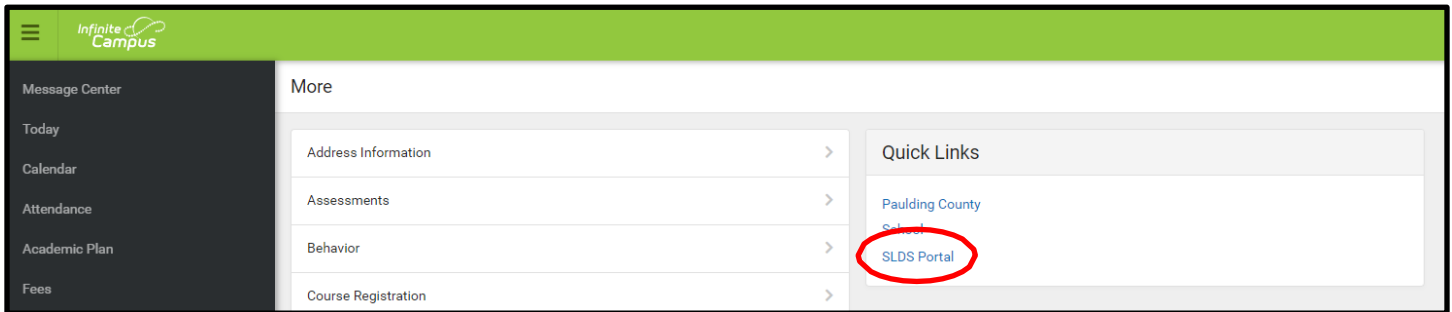 Infinite
Campus
Message Center
Today
Calendar
Attendance
Academic Plan
Fees
More
Address Information
Assessments
Behavior
Course Registration
Quick Links
Paulding County
School
SLDS Portal